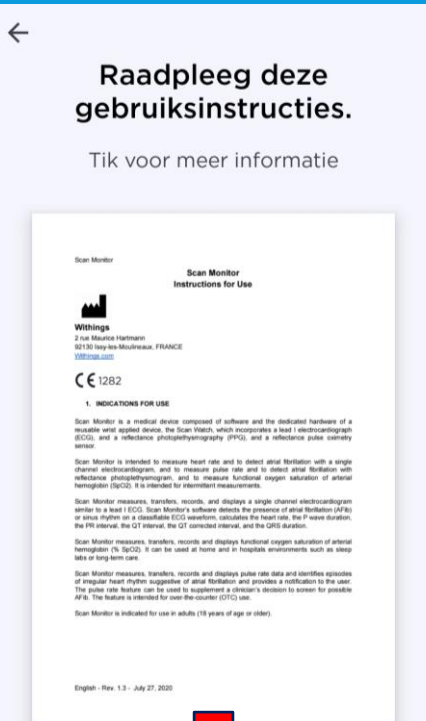 Raadpleeg deze
gebruiksinstructies.
Tik voor meer informatie
Scan Monitor
Scan Monitor
Instructions for Use
Withings
2 rue Maurice Hartmann
92130 Issy-les-Moulineaux, FRANCE
Withings.com
CE 1282
1. INDICATIONS FOR USE
Scan Monitor is a medical device composed of software and the dedicated hardware of a
reusable wrist applied device, the Scan Watch, which incorporates a lead I electrocardiograph
(ECG), and a reflectance photoplethysmography (PPG), and a reflectance pulse oximetry
sensor.
Scan Monitor is intended to measure heart rate and to detect atrial fibrillation with a single
channel electrocardiogram, and to measure pulse rate and to detect atrial fibrillation with
reflectance photoplethysmogram, and to measure functional oxygen saturation of arterial
hemoglobin (SpO2). It is intended for intermittent measurements.
Scan Monitor measures, transfers, records, and displays a single channel electrocardiogram
similar to a lead I ECG. Scan Monitor's software detects the presence of atrial fibrillation (AFib)
or sinus rhythm on a classifiable ECG waveform, calculates the heart rate, the P wave duration,
the PR interval, the QT interval, the QT corrected interval, and the QRS duration.
Scan Monitor measures, transfers, records and displays functional oxygen saturation of arterial
hemoglobin (% SpO2). It can be used at home and in hospitals environments such as sleep
labs or long-term care.
Scan Monitor measures, transfers, records and displays pulse rate data and identifies episodes
of irregular heart rhythm suggestive of atrial fibrillation and provides a notification to the user.
The pulse rate feature can be used to supplement a clinician's decision to screen for possible
AFib. The feature is intended for over-the-counter (OTC) use.
Scan Monitor is indicated for use in adults (18 years of age or older).
English - Rev. 1.3 - July 27, 2020